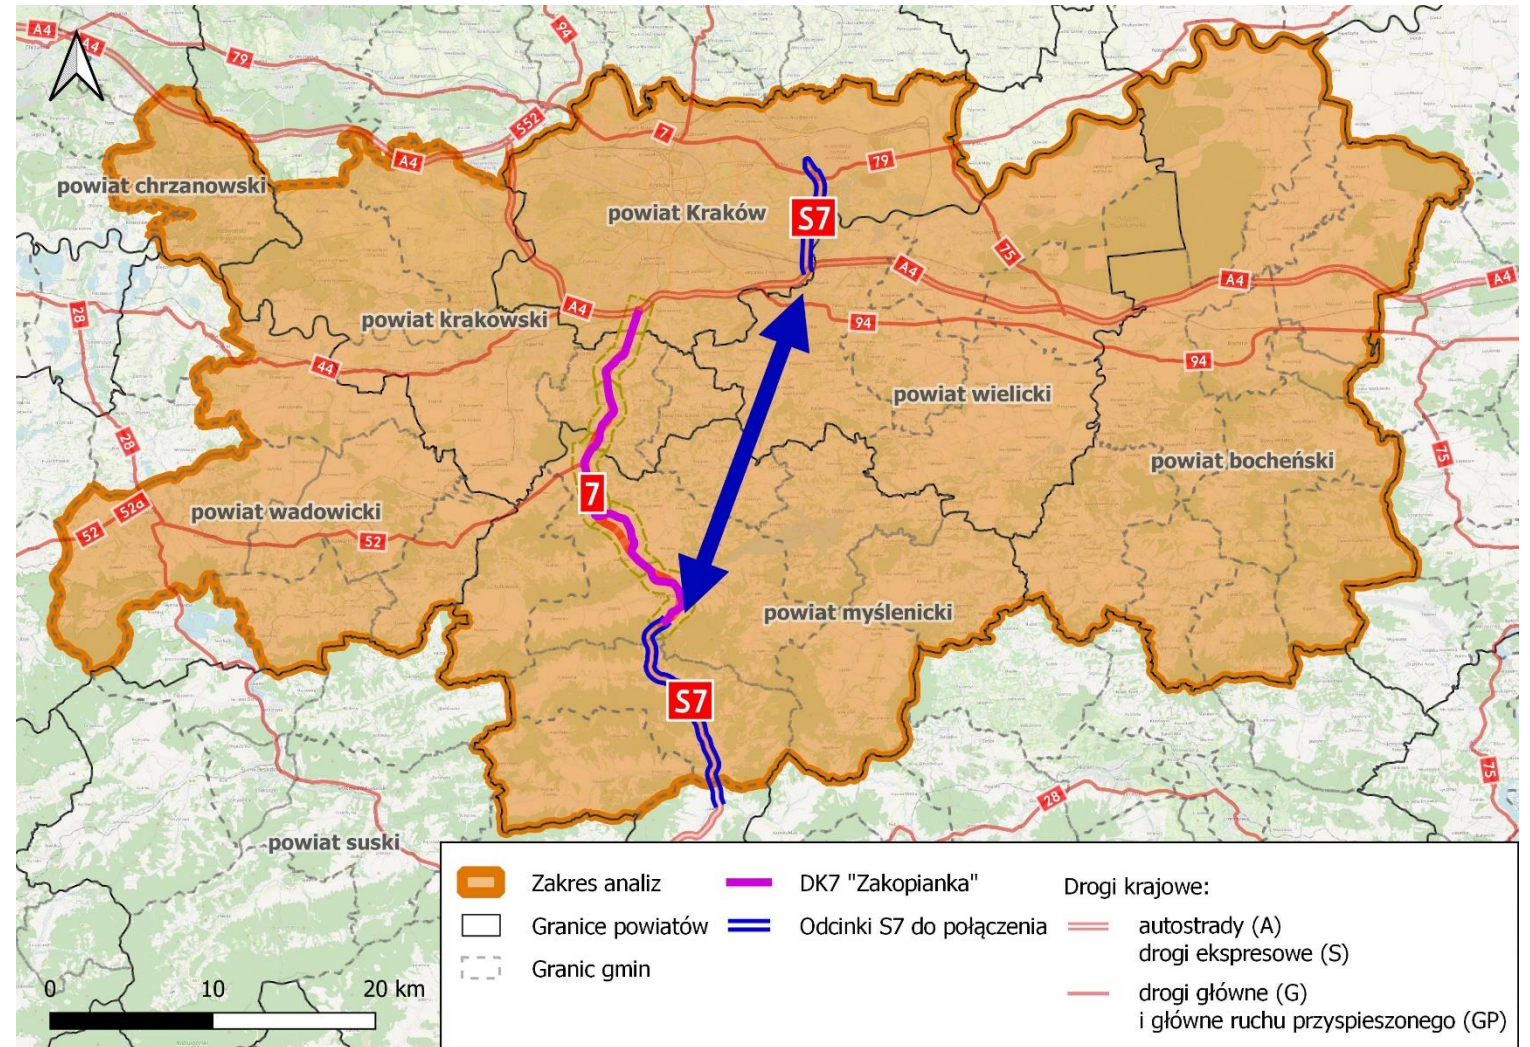 A4
A4
79
94
S52
7
79
A4
powiat chrzanowski
powiat Kraków
S7
75
A4
A4
A4
28
A4
powiat krakowski
94
94
44
powiat wielicki
28
75
powiat bocheński
7
powiat wadowicki
52a
52
52
powiat myślenicki
S7
75
28
powiat suski
Zakres analiz
Granice powiatów
Granic gmin
DK7 "Zakopianka"
Odcinki S7 do połączenia
Drogi krajowe:
autostrady (A)
drogi ekspresowe (S)
drogi główne (G)
i główne ruchu przyspieszonego (GP)
0 10 20 km